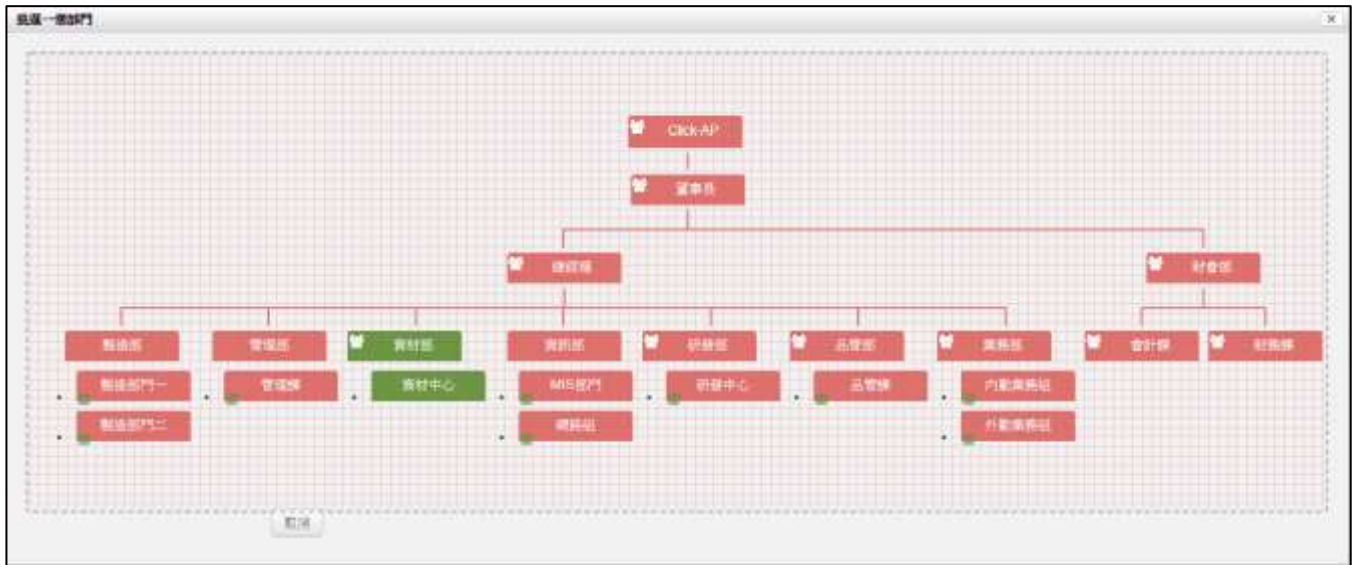 挑選一個部門
Click-AP
董事長
總經理
財會部
製造部 管理部 資材部 資訊部 研發部 品管部 業務部 會計課 財務課
製造部門一 管理課 資材中心 MIS部門 研發中心 品管課 內勤業務組
製造部門二 網路組 外勤業務組
取消